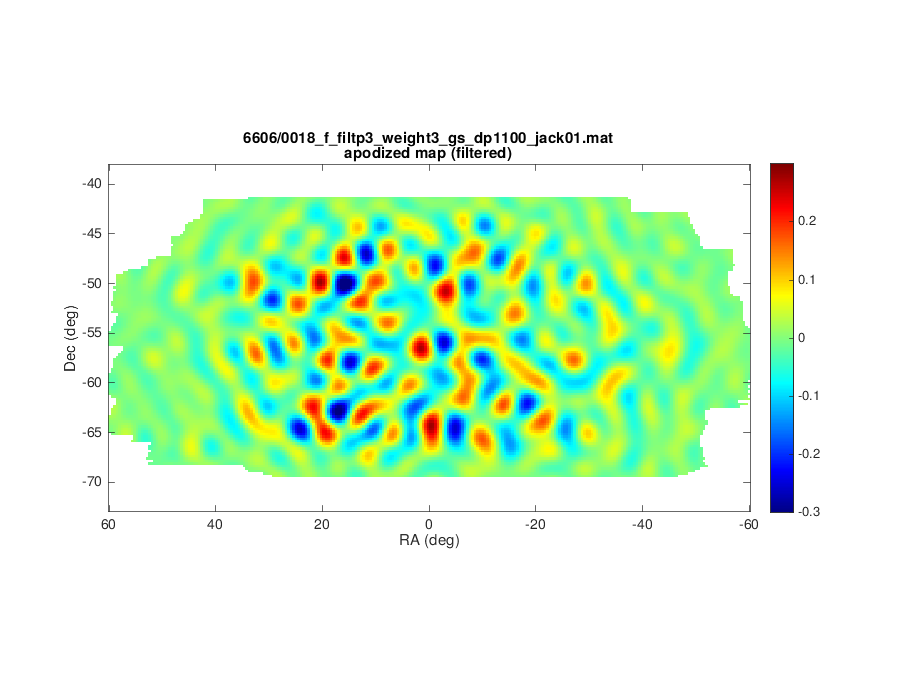 6606/0018_f_filtp3_weight3_gs_dp1100_jack01.mat
apodized map (filtered)
-40
-45
-50
-55
-60
-65
-70
Dec (deg)
60 40 20 0 -20 -40 -60
RA (deg)
0.2
0.1
0
-0.1
-0.2
-0.3